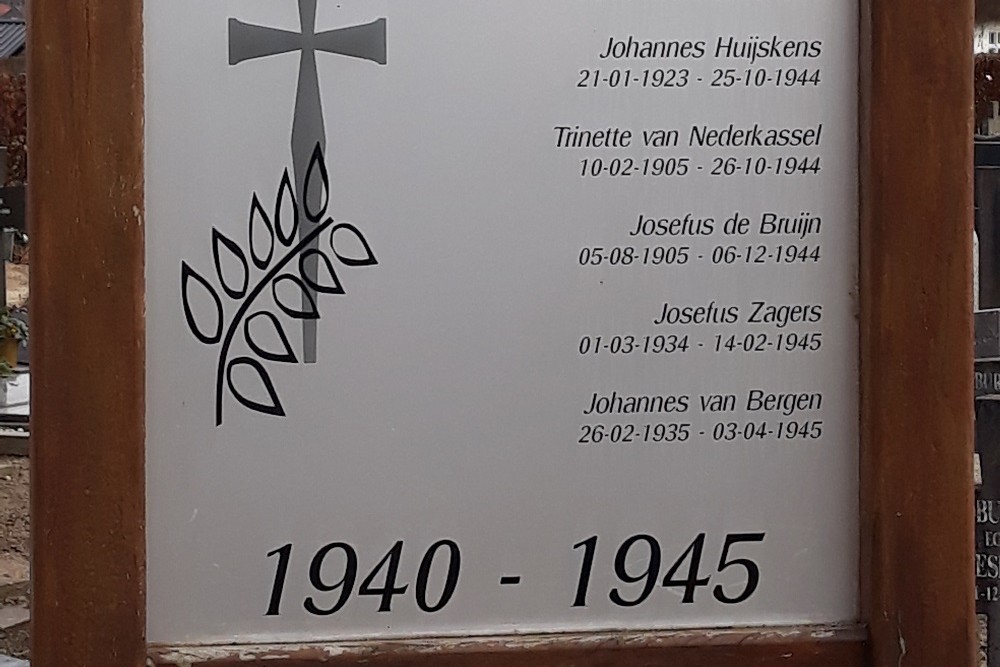 Johannes Huijskens
21-01-1923 - 25-10-1944
Trinette van Nederkassel
10-02-1905 - 26-10-1944
Josefus de Bruijn
05-08-1905 - 06-12-1944
Josefus Zagers
01-03-1934 - 14-02-1945
Johannes van Bergen
26-02-1935 - 03-04-1945
1940 - 1945